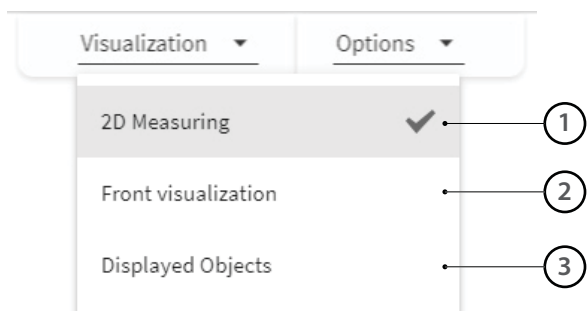 Visualization Options
2D Measuring 1
Front visualization 2
Displayed Objects 3